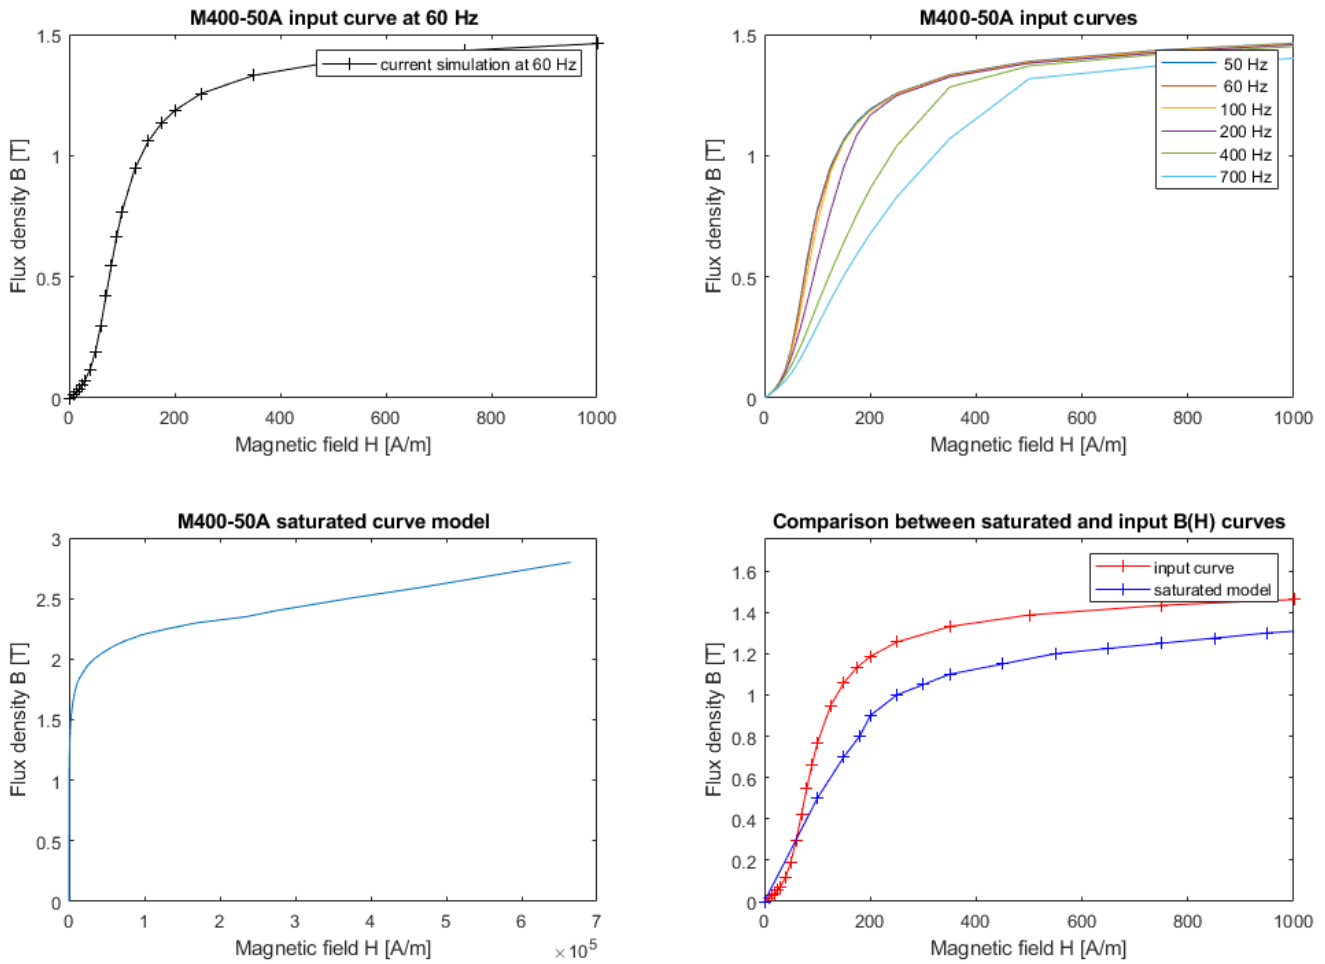 M400-50A input curve at 60 Hz
1.5
1
0.5
0
Flux density B [T]
current simulation at 60 Hz
0 200 400 600 800 1000
Magnetic field H [A/m]
M400-50A input curves
1.5
1
0.5
0
Flux density B [T]
50 Hz
60 Hz
100 Hz
200 Hz
400 Hz
700 Hz
0 200 400 600 800 1000
Magnetic field H [A/m]
M400-50A saturated curve model
3
2.5
2
1.5
1
0.5
0
Flux density B [T]
0 1 2 3 4 5 6 7
Magnetic field H [A/m]
× 10^5
Comparison between saturated and input B(H) curves
1.6
1.4
1.2
1
0.8
0.6
0.4
0.2
0
Flux density B [T]
input curve
saturated model
0 200 400 600 800 1000
Magnetic field H [A/m]